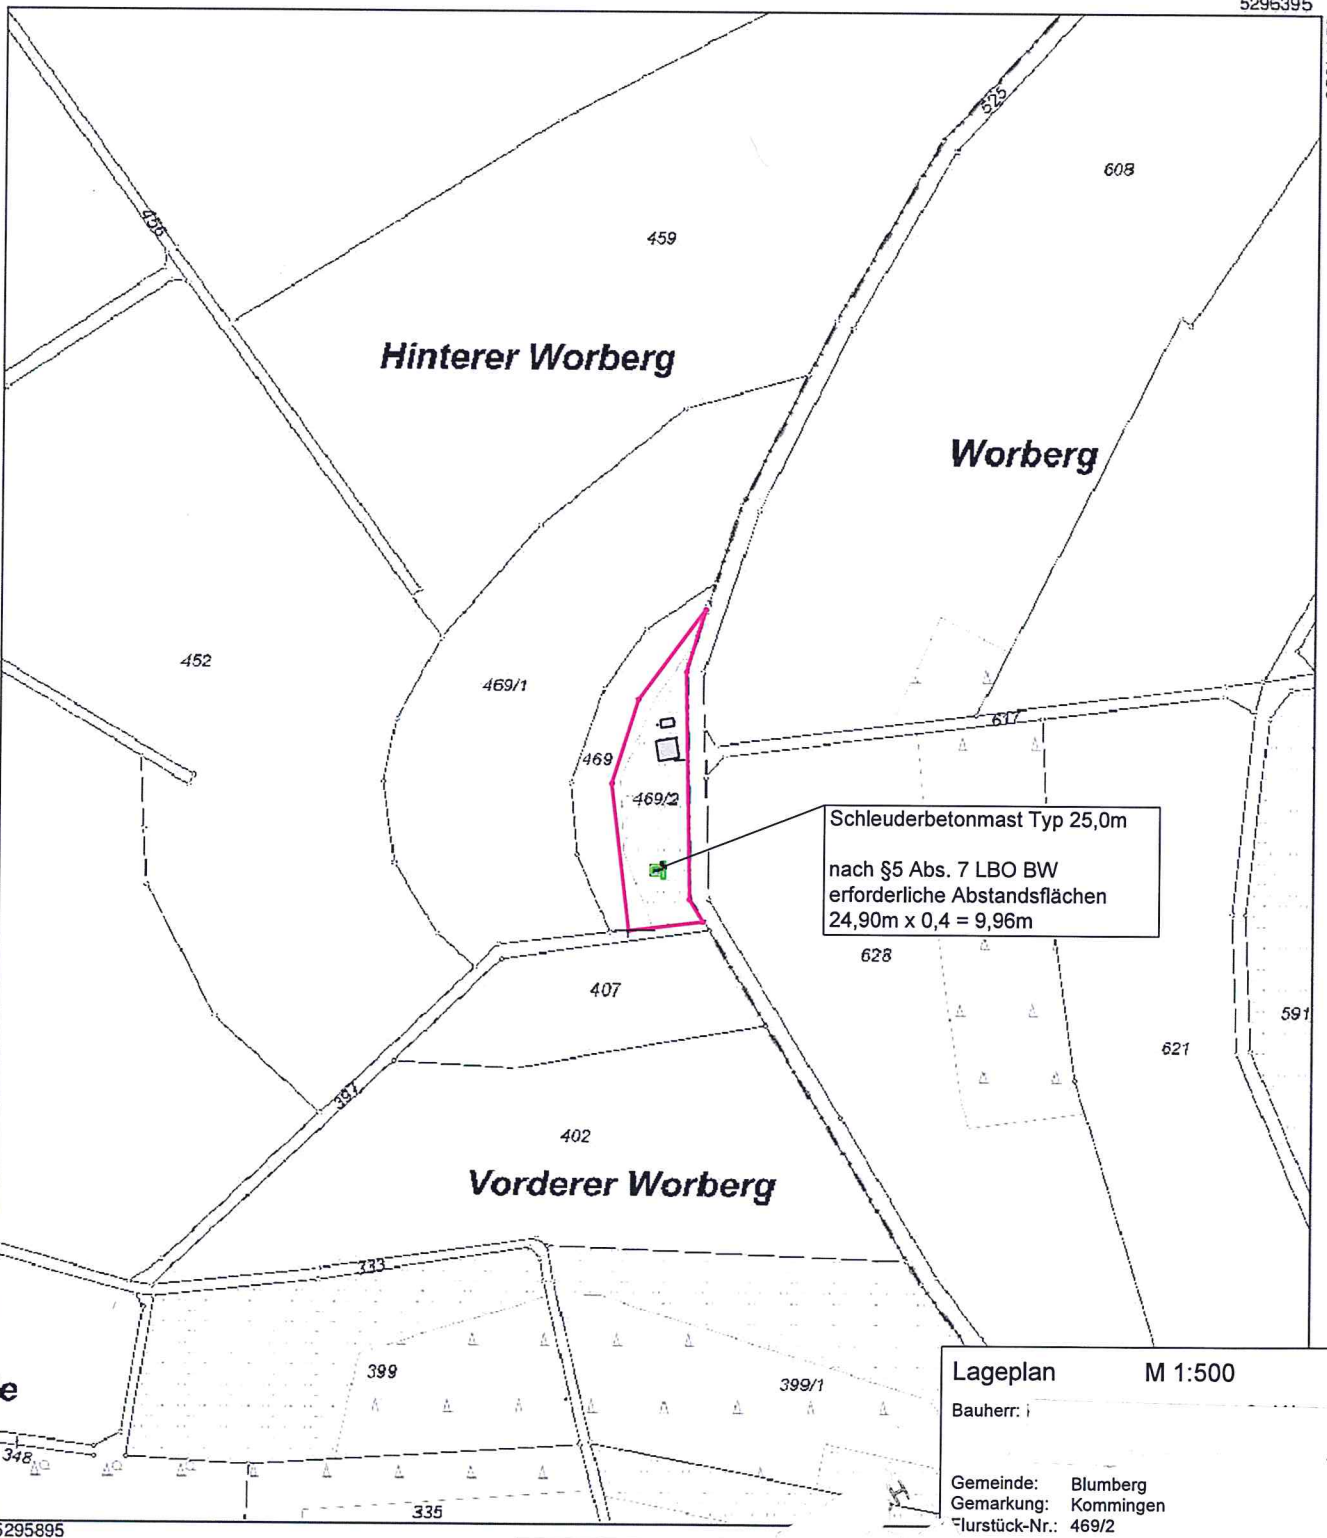 5296395
525
608
456
459
Hinterer Worberg
Worberg
452
469/1
617
469
469/2
Schleuderbetonmast Typ 25,0m
nach §5 Abs. 7 LBO BW
erforderliche Abstandsflächen
24,90m x 0,4 = 9,96m
628
407
591
621
397
402
Vorderer Worberg
333
399
399/1
Lageplan M 1:500
Bauherr:
e
348
335
Gemeinde: Blumberg
Gemarkung: Kommingen
Flurstück-Nr.: 469/2
5295895